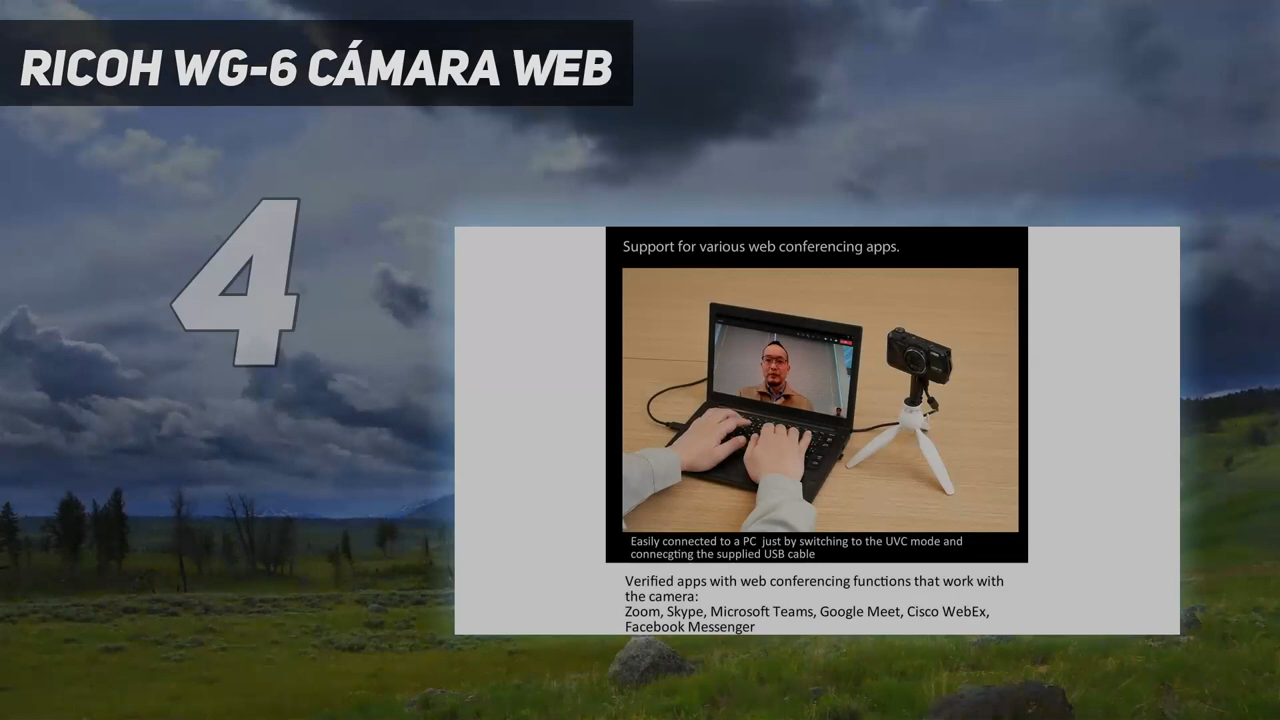 RICOH WG-6 CÁMARA WEB
4
Support for various web conferencing apps.
Easily connected to a PC just by switching to the UVC mode and
connecgting the supplied USB cable
Verified apps with web conferencing functions that work with
the camera:
Zoom, Skype, Microsoft Teams, Google Meet, Cisco WebEx,
Facebook Messenger